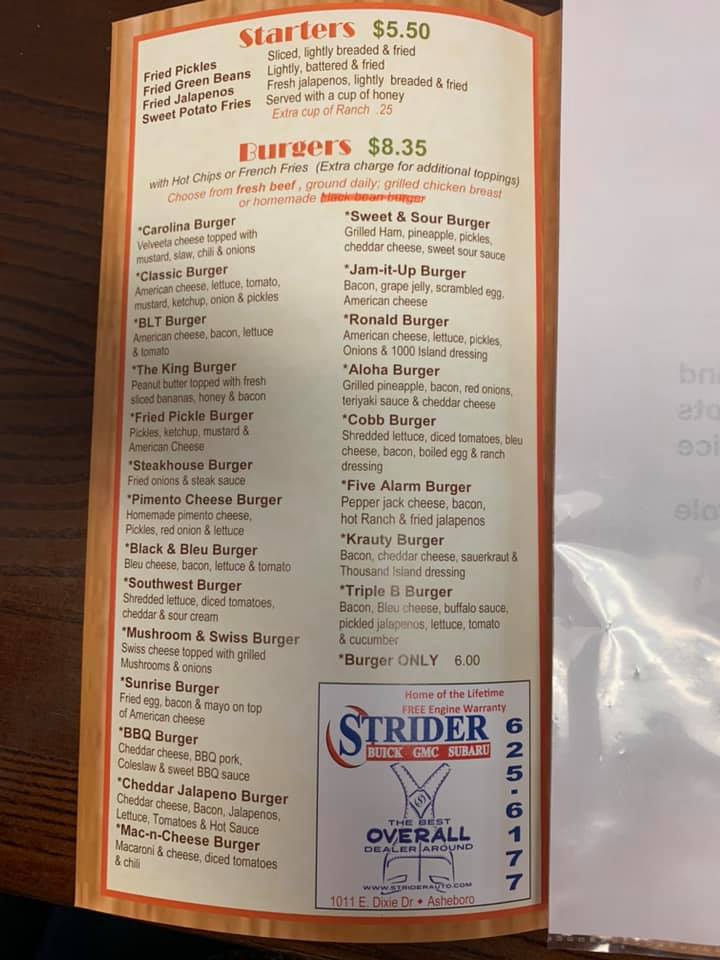 Starters $5.50
Fried Pickles Sliced, lightly breaded & fried
Fried Green Beans Lightly, battered & fried
Fried Jalapenos Fresh jalapenos, lightly breaded & fried
Sweet Potato Fries Served with a cup of honey
Extra cup of Ranch .25
Burgers $8.35
with Hot Chips or French Fries (Extra charge for additional toppings)
Choose from fresh beef , ground daily; grilled chicken breast
or homemade black bean burger
*Carolina Burger
Velveeta cheese topped with
mustard, slaw, chili & onions
*Classic Burger
American cheese, lettuce, tomato,
mustard, ketchup, onion & pickles
*BLT Burger
American cheese, bacon, lettuce
& tomato
*The King Burger
Peanut butter topped with fresh
sliced bananas, honey & bacon
*Fried Pickle Burger
Pickles, ketchup, mustard &
American Cheese
*Steakhouse Burger
Fried onions & steak sauce
*Pimento Cheese Burger
Homemade pimento cheese,
Pickles, red onion & lettuce
*Black & Bleu Burger
Bleu cheese, bacon, lettuce & tomato
*Southwest Burger
Shredded lettuce, diced tomatoes,
cheddar & sour cream
*Mushroom & Swiss Burger
Swiss cheese topped with grilled
Mushrooms & onions
*Sunrise Burger
Fried egg, bacon & mayo on top
of American cheese
*BBQ Burger
Cheddar cheese, BBQ pork,
Coleslaw & sweet BBQ sauce
*Cheddar Jalapeno Burger
Cheddar cheese, Bacon, Jalapenos,
Lettuce, Tomatoes & Hot Sauce
*Mac-n-Cheese Burger
Macaroni & cheese, diced tomatoes
& chili
*Sweet & Sour Burger
Grilled Ham, pineapple, pickles,
cheddar cheese, sweet sour sauce
*Jam-it-Up Burger
Bacon, grape jelly, scrambled egg,
American cheese
*Ronald Burger
American cheese, lettuce, pickles,
Onions & 1000 Island dressing
*Aloha Burger
Grilled pineapple, bacon, red onions,
teriyaki sauce & cheddar cheese
*Cobb Burger
Shredded lettuce, diced tomatoes, bleu
cheese, bacon, boiled egg & ranch
dressing
*Five Alarm Burger
Pepper jack cheese, bacon,
hot Ranch & fried jalapenos
*Krauty Burger
Bacon, cheddar cheese, sauerkraut &
Thousand Island dressing
*Triple B Burger
Bacon, Bleu cheese, buffalo sauce,
pickled jalapenos, lettuce, tomato
& cucumber
*Burger ONLY 6.00
Home of the Lifetime
FREE Engine Warranty
STRIDER
BUICK GMC SUBARU
THE BEST
OVERALL
DEALER AROUND
WWW.STRIDERAUTO.COM
1011 E. Dixie Dr • Asheboro
625-6177